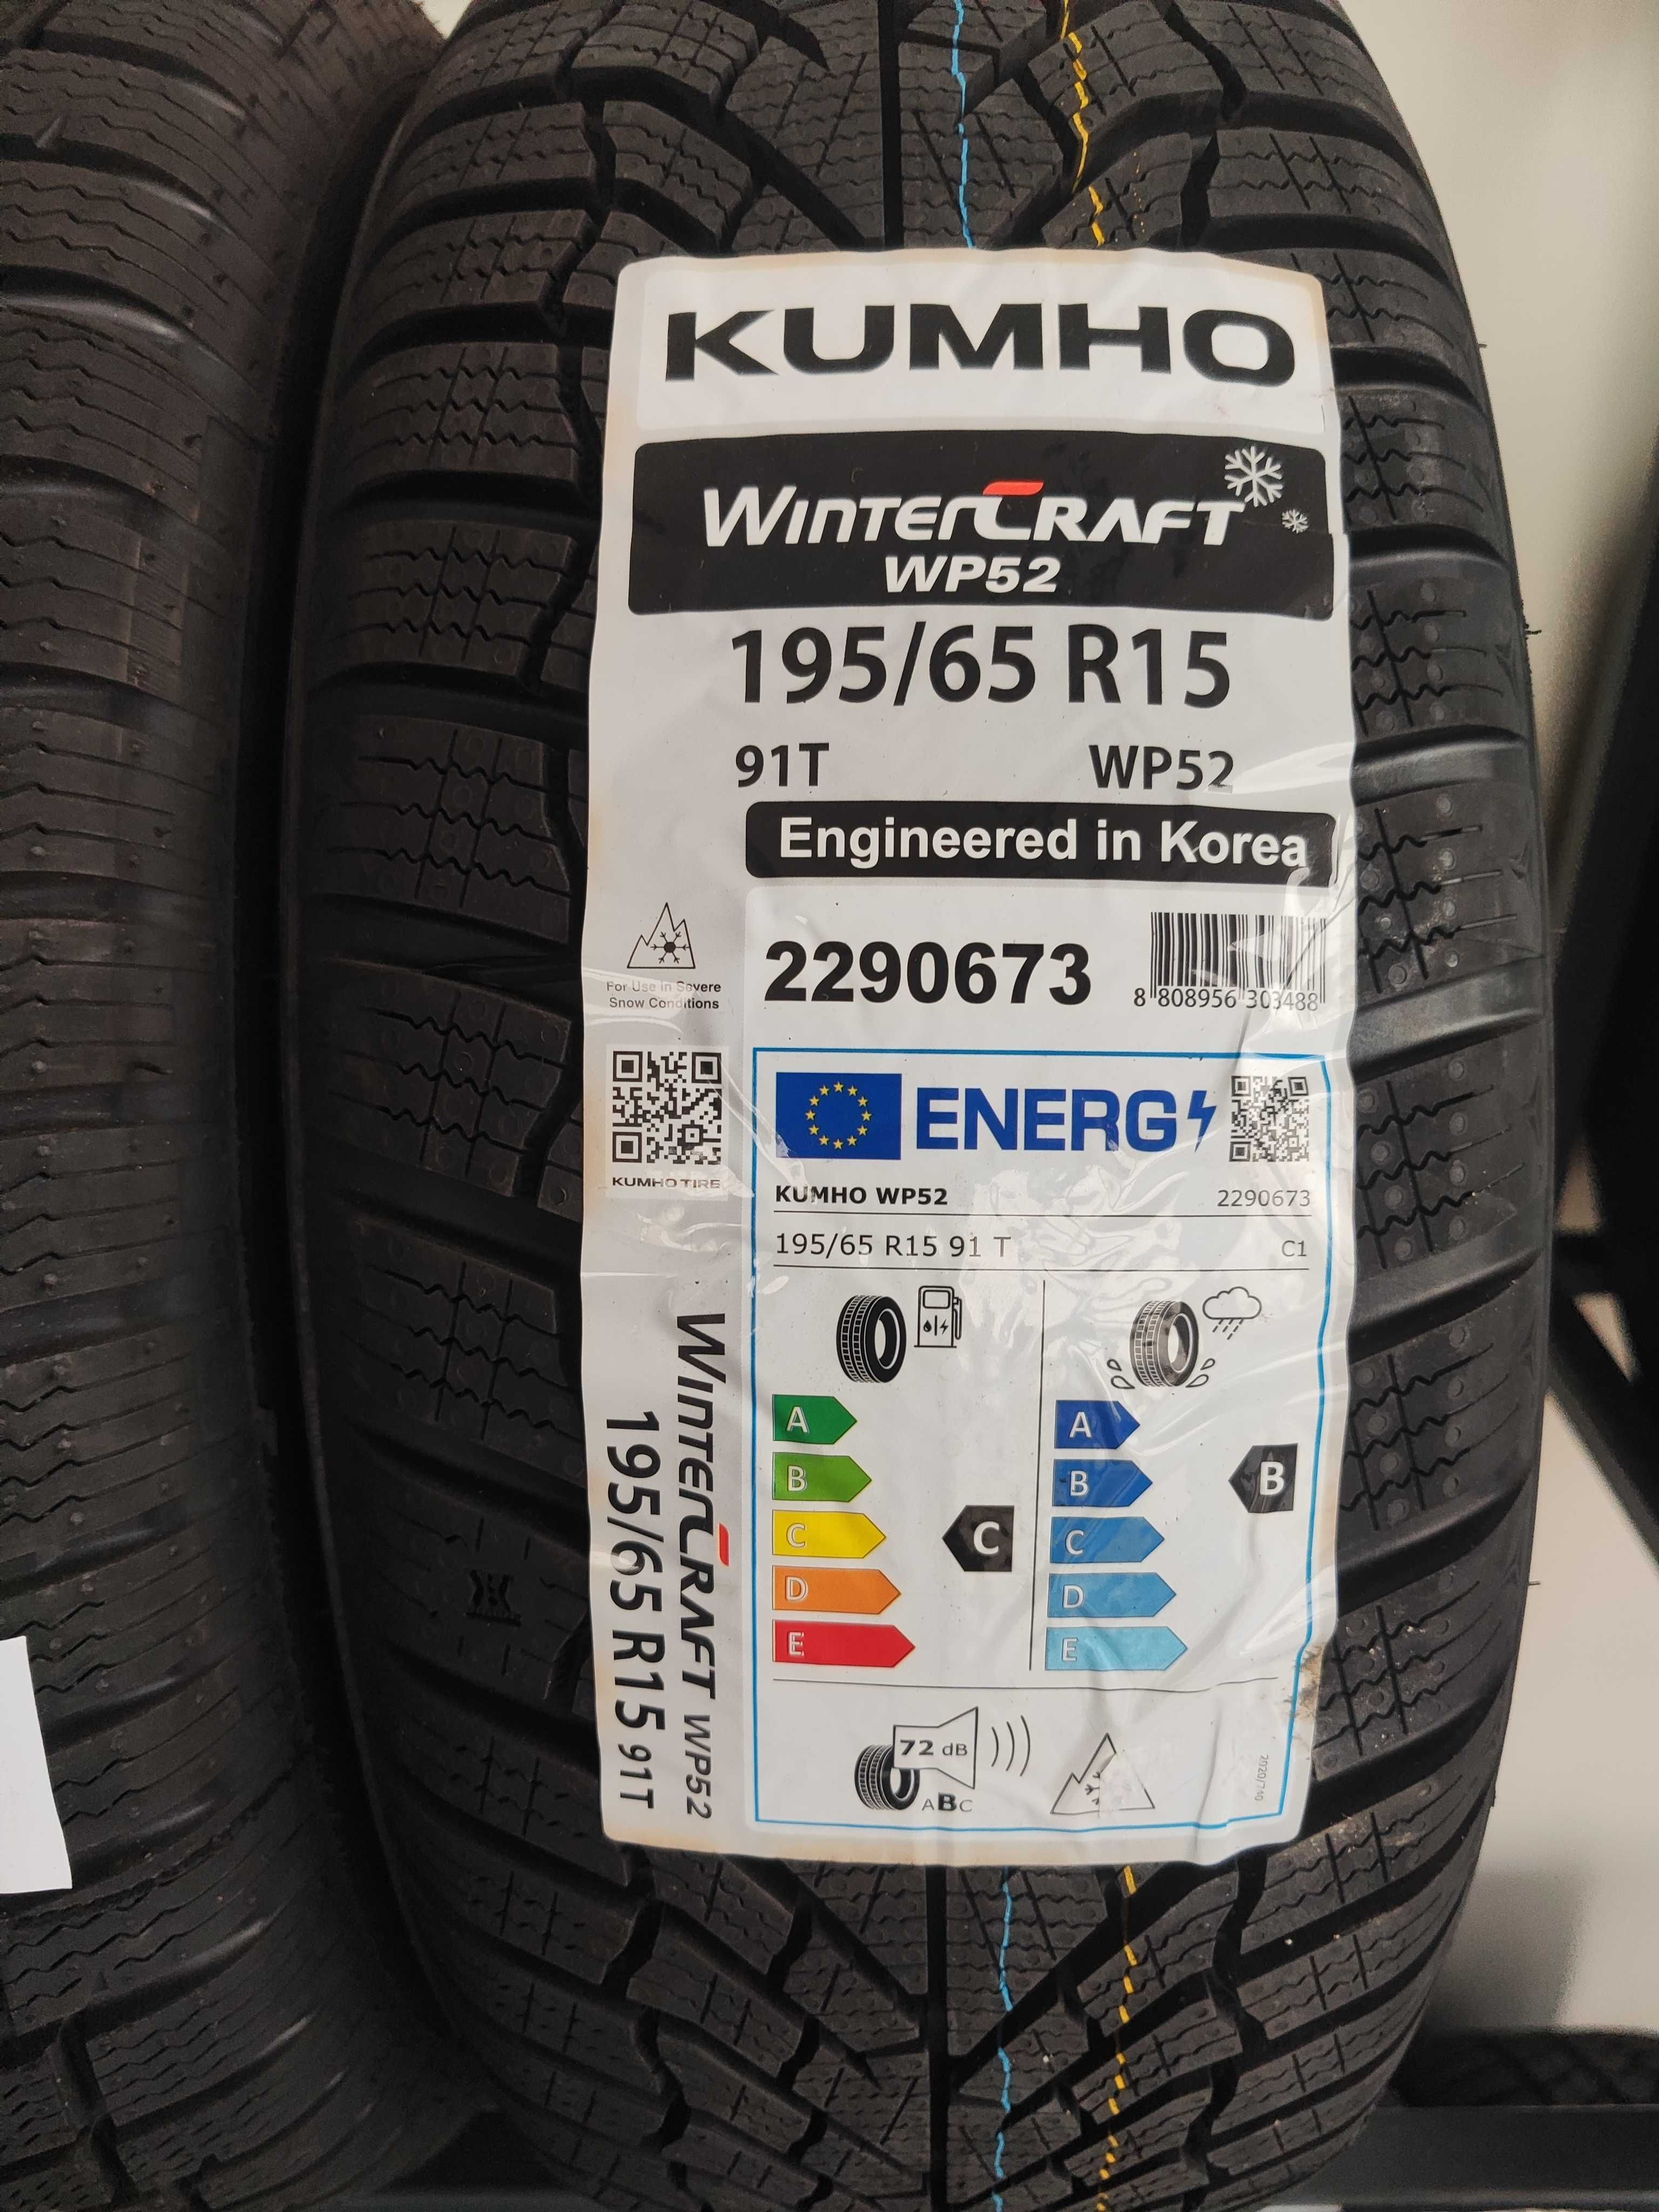 KUMHO
WINTERCRAFT
WP52
195/65 R15
91T WP52
Engineered in Korea
For Use in Severe
Snow Conditions
2290673
8 808956 303488
KUMHO TIRE
ENERG
KUMHO WP52 2290673
195/65 R15 91 T C1
A A
B B B
C C C
D D
E E
72 dB
ABC
2020/740
WINTERCRAFT WP52
195/65 R15 91T